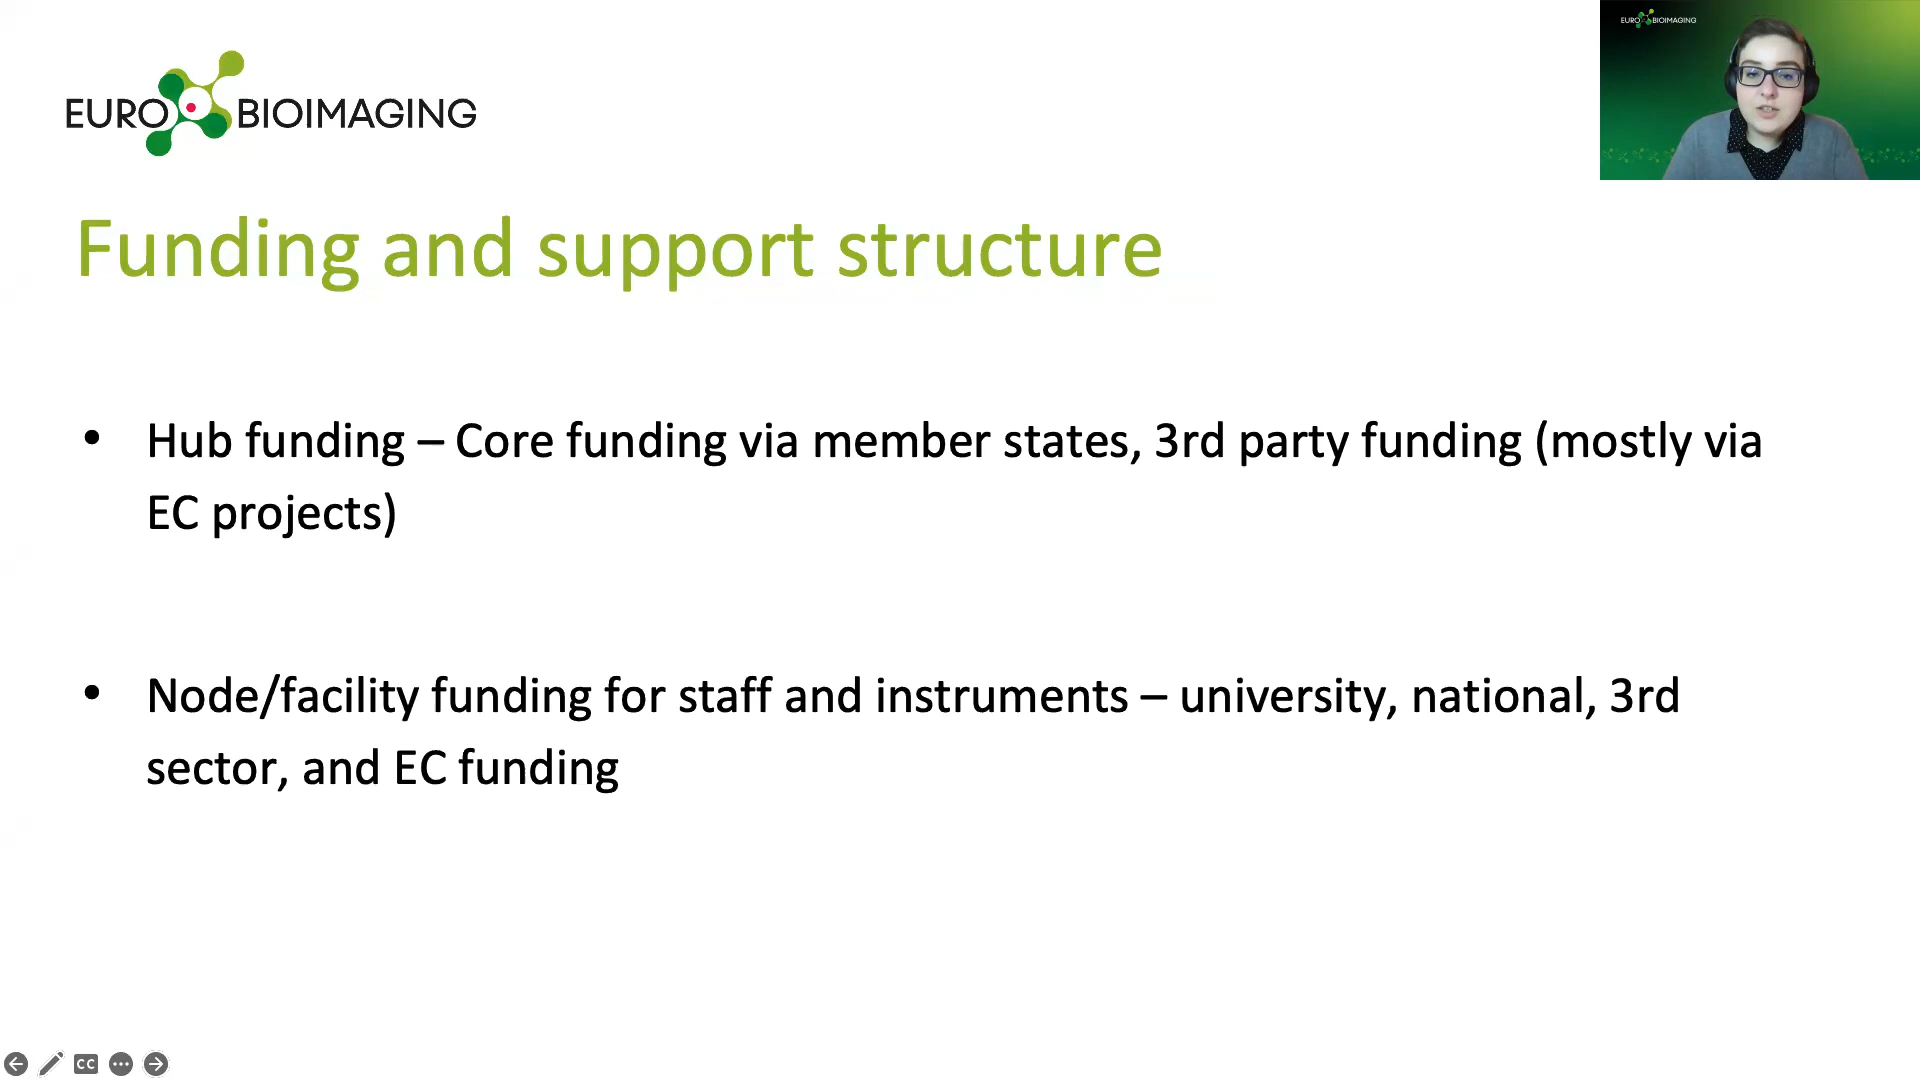 EURO BIOIMAGING
EURO BIOIMAGING
Funding and support structure
• Hub funding – Core funding via member states, 3rd party funding (mostly via
EC projects)
• Node/facility funding for staff and instruments – university, national, 3rd
sector, and EC funding
CC